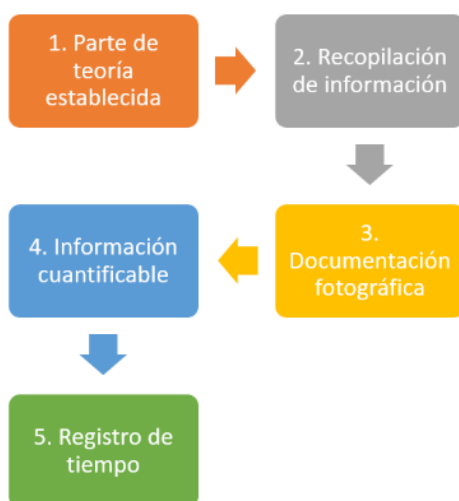 1. Parte de
teoría
establecida
2. Recopilación
de información
3.
Documentación
fotográfica
4. Información
cuantificable
5. Registro de
tiempo